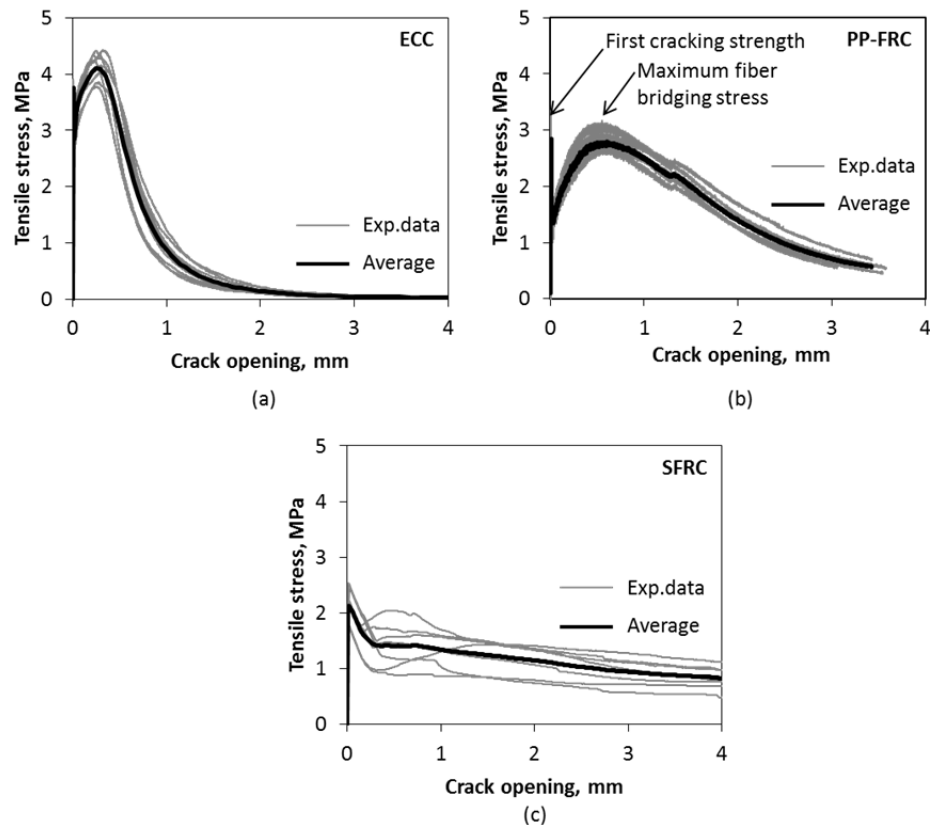 ECC
Tensile stress, MPa
5
4
3
2
1
0
Exp.data
Average
0 1 2 3 4
Crack opening, mm
(a)
PP-FRC
First cracking strength
Maximum fiber
bridging stress
Tensile stress, MPa
5
4
3
2
1
0
Exp.data
Average
0 1 2 3 4
Crack opening, mm
(b)
SFRC
Tensile stress, MPa
5
4
3
2
1
0
Exp.data
Average
0 1 2 3 4
Crack opening, mm
(c)